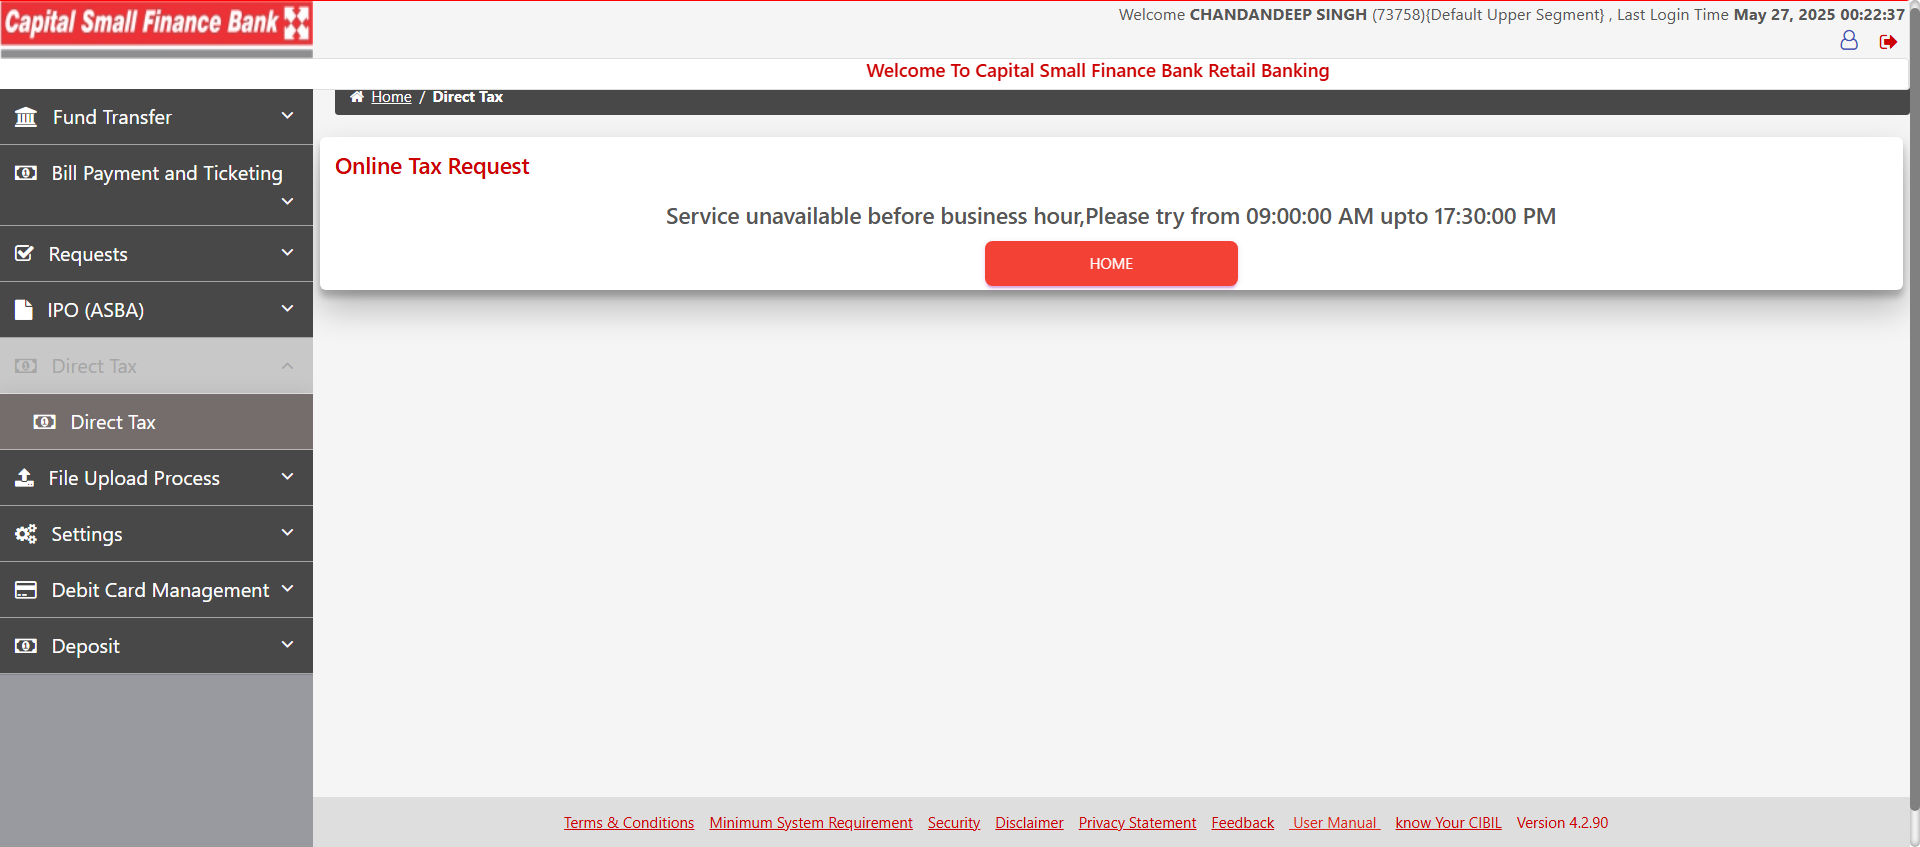 Capital Small Finance Bank
Welcome CHANDANDEEP SINGH (73758){Default Upper Segment} , Last Login Time May 27, 2025 00:22:37
Welcome To Capital Small Finance Bank Retail Banking
Home / Direct Tax
Fund Transfer
Bill Payment and Ticketing
Requests
IPO (ASBA)
Direct Tax
Direct Tax
File Upload Process
Settings
Debit Card Management
Deposit
Online Tax Request
Service unavailable before business hour,Please try from 09:00:00 AM upto 17:30:00 PM
HOME
Terms & Conditions Minimum System Requirement Security Disclaimer Privacy Statement Feedback User Manual know Your CIBIL Version 4.2.90